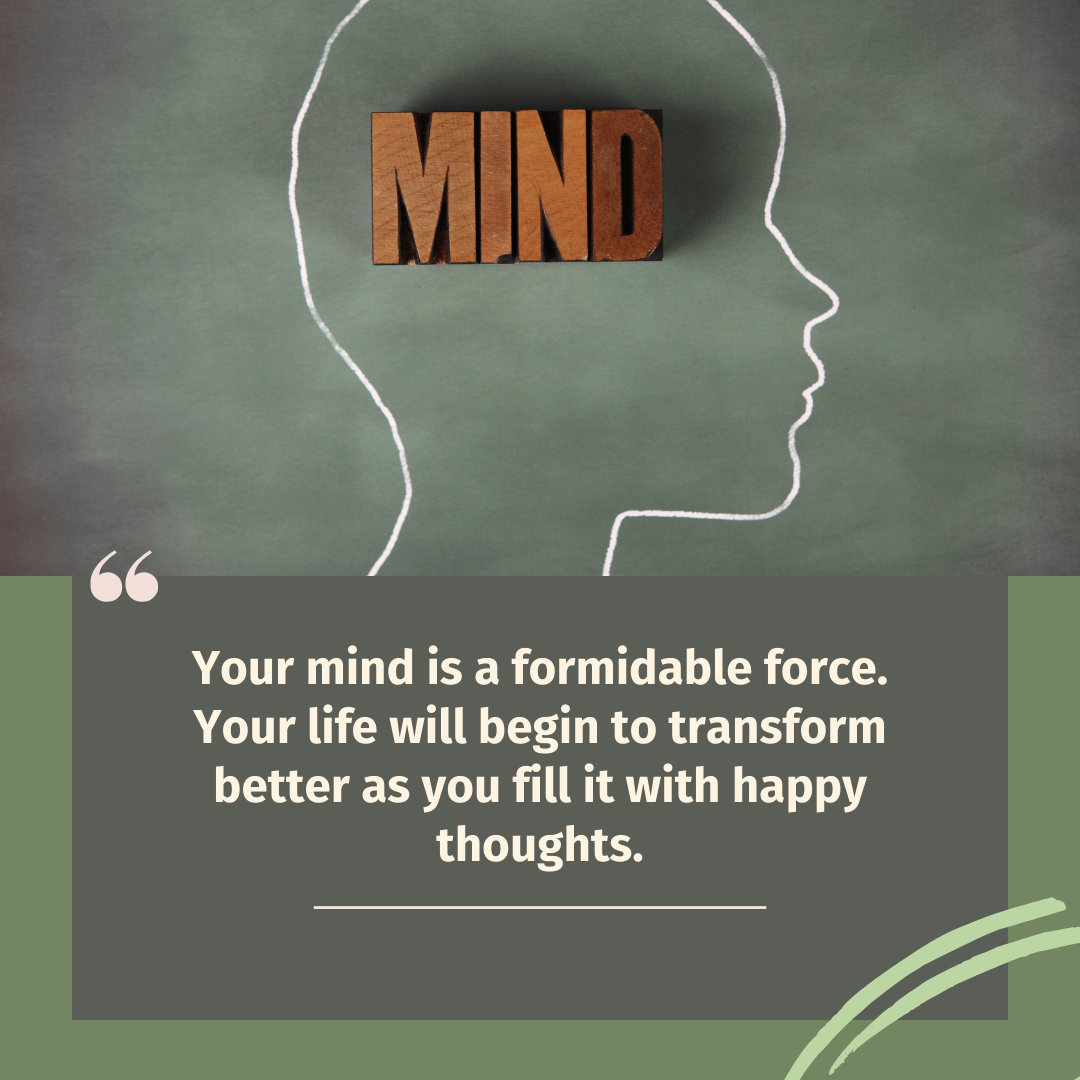 MIND
“
Your mind is a formidable force.
Your life will begin to transform
better as you fill it with happy
thoughts.